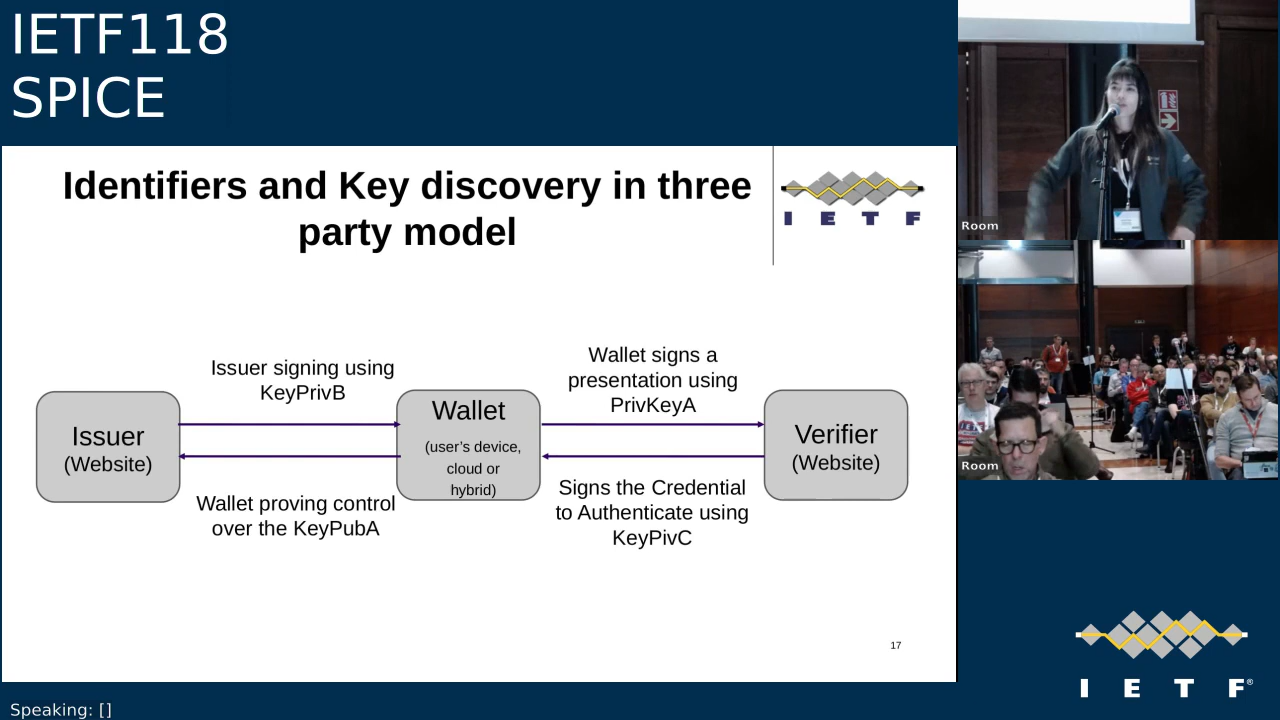 IETF118
SPICE
Identifiers and Key discovery in three
party model
I E T F
Issuer signing using
KeyPrivB
Wallet signs a
presentation using
PrivKeyA
Issuer
(Website)
Wallet
(user's device,
cloud or
hybrid)
Verifier
(Website)
Wallet proving control
over the KeyPubA
Signs the Credential
to Authenticate using
KeyPivC
17
Room
Room
I E T F®
Speaking: []